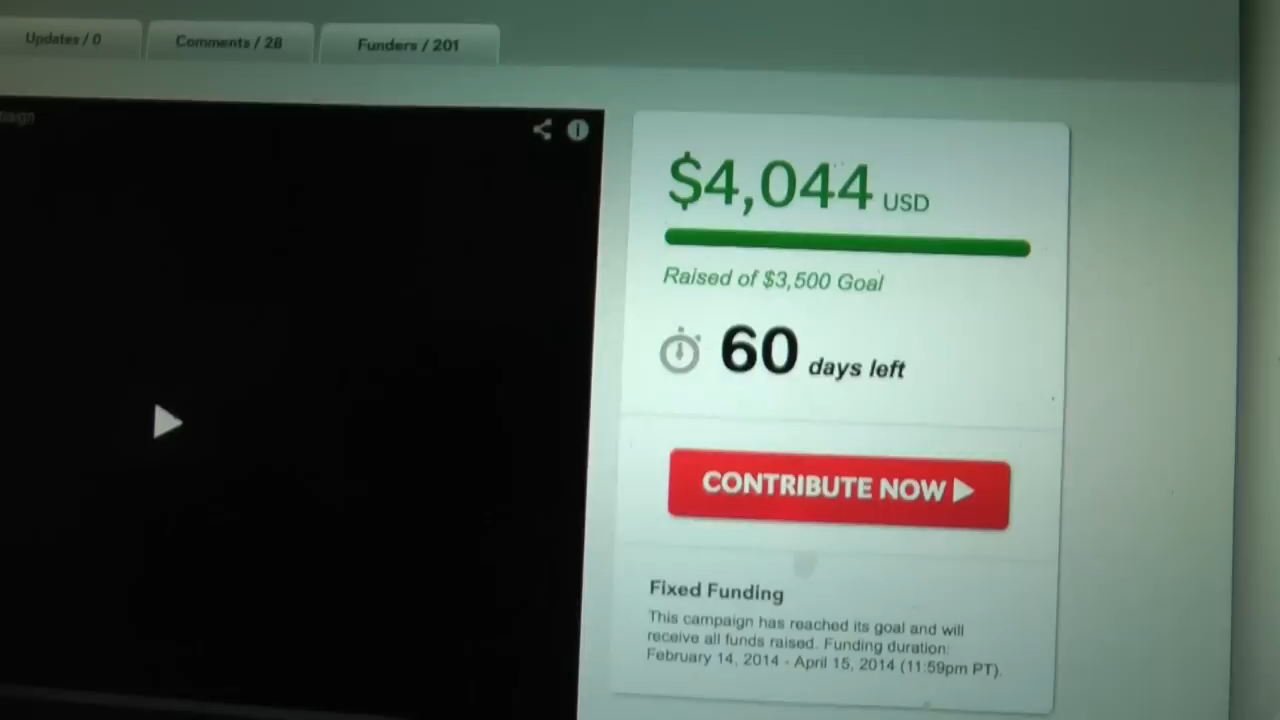 Updates / 0
Comments / 28
Funders / 201
$4,044 USD
Raised of $3,500 Goal
60 days left
CONTRIBUTE NOW
Fixed Funding
This campaign has reached its goal and will
receive all funds raised. Funding duration:
February 14, 2014 - April 15, 2014 (11:59pm PT).